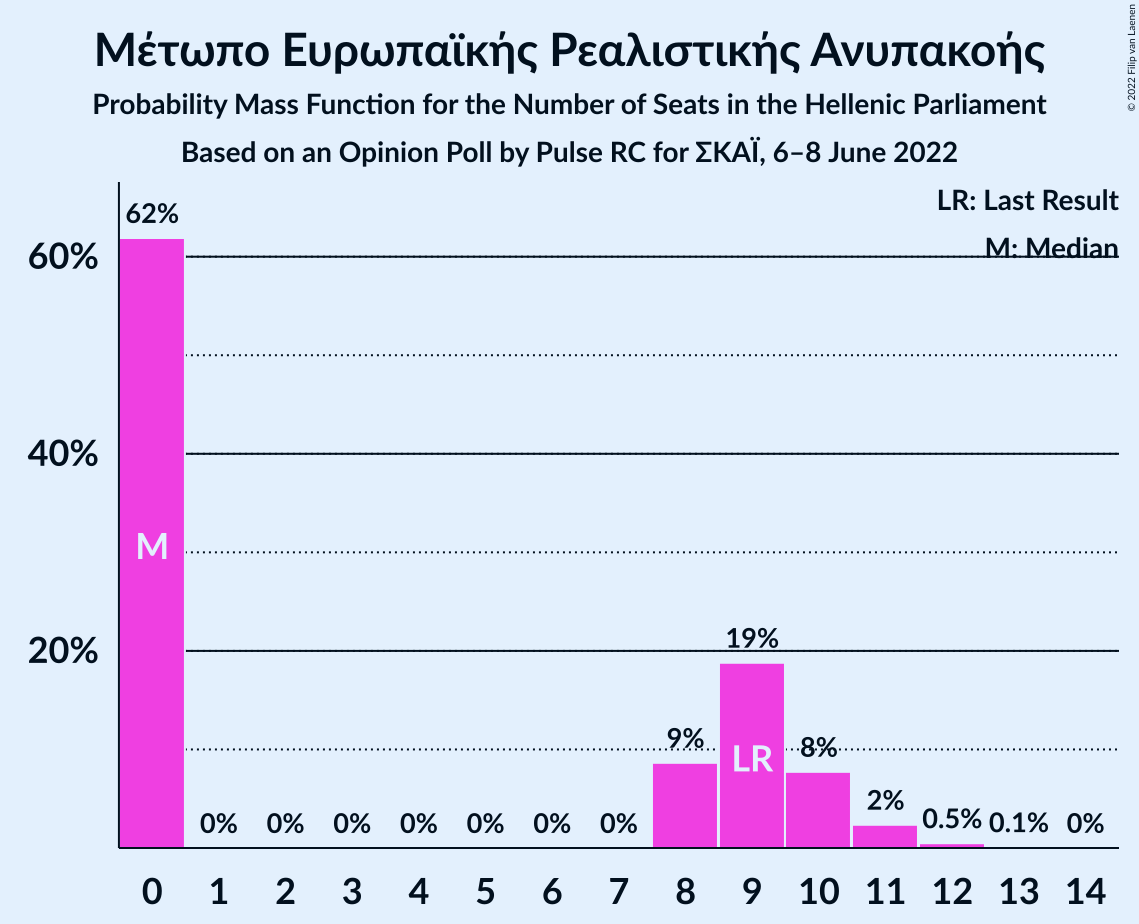 Μέτωπο Ευρωπαϊκής Ρεαλιστικής Ανυπακοής
Probability Mass Function for the Number of Seats in the Hellenic Parliament
Based on an Opinion Poll by Pulse RC for ΣΚΑΪ, 6–8 June 2022
© 2022 Filip van Laenen
LR: Last Result
M: Median
62%
60%
40%
M
20%
19%
9%
LR
8%
2%
0% 0% 0% 0% 0% 0% 0% 0.5% 0.1% 0%
0 1 2 3 4 5 6 7 8 9 10 11 12 13 14